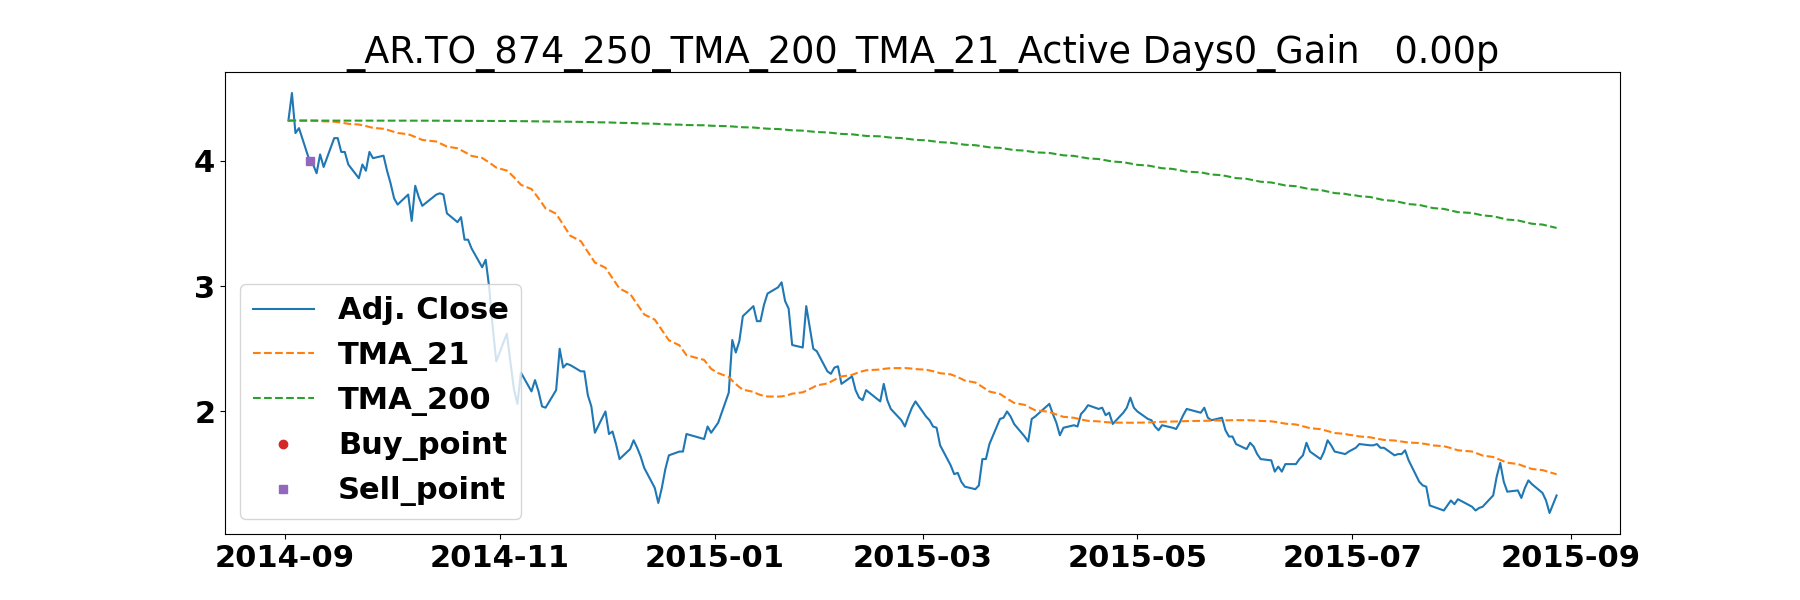 _AR.TO_874_250_TMA_200_TMA_21_Active Days0_Gain   0.00p
4
3
2
Adj. Close
TMA_21
TMA_200
Buy_point
Sell_point
2014-09 2014-11 2015-01 2015-03 2015-05 2015-07 2015-09